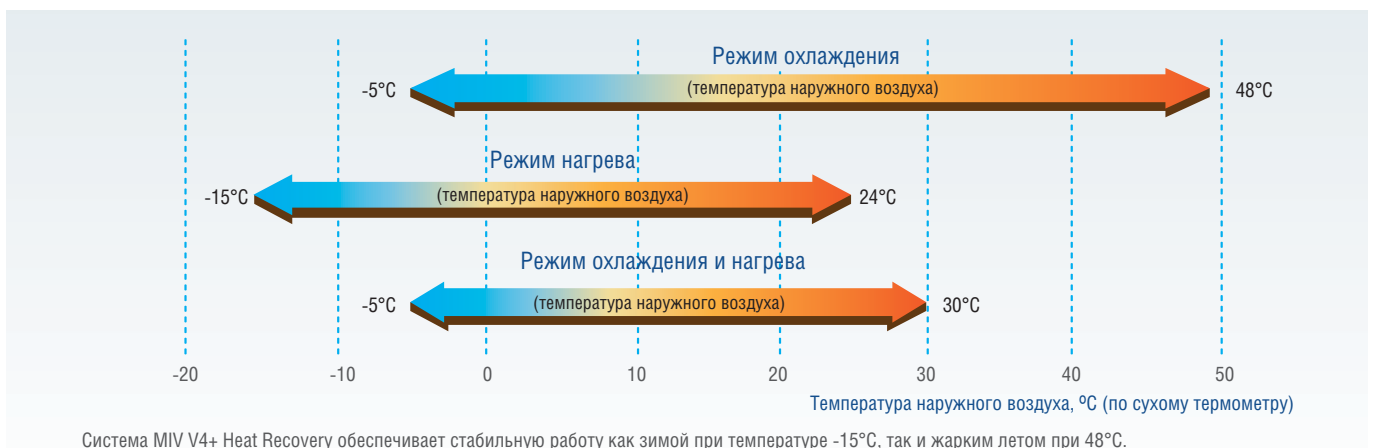 Режим охлаждения
-5°C
(температура наружного воздуха)
48°C
Режим нагрева
-15°C
(температура наружного воздуха)
24°C
Режим охлаждения и нагрева
-5°C
(температура наружного воздуха)
30°C
-20 -10 0 10 20 30 40 50
Температура наружного воздуха, ºC (по сухому термометру)
Система MIV V4+ Heat Recovery обеспечивает стабильную работу как зимой при температуре -15°C, так и жарким летом при 48°C.